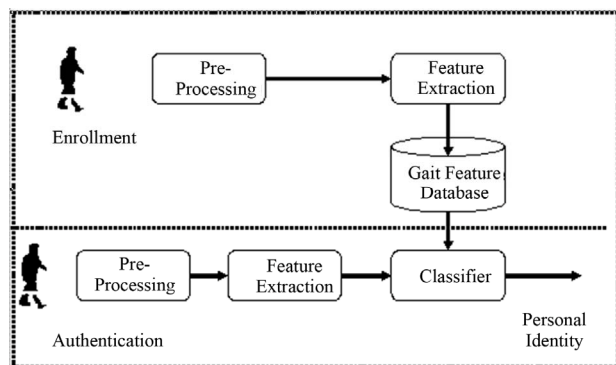 Pre-
Processing
Feature
Extraction
Enrollment
Gait Feature
Database
Pre-
Processing
Feature
Extraction
Classifier
Authentication
Personal
Identity